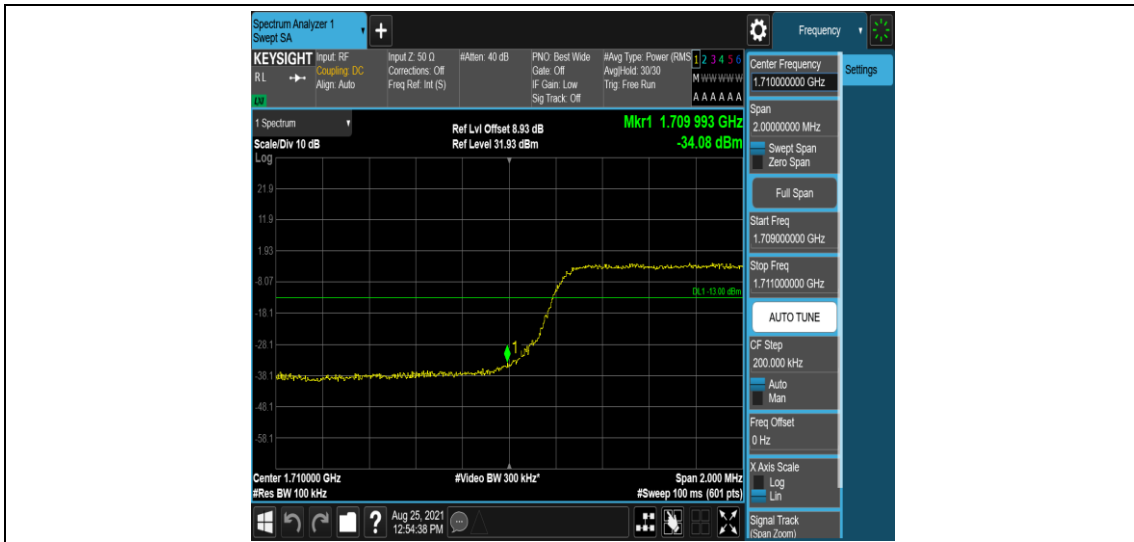 Spectrum Analyzer 1
Swept SA
+
Frequency
KEYSIGHT
RL
LXI
Input: RF
Coupling: DC
Align: Auto
Input Z: 50 Ω
Corrections: Off
Freq Ref: Int (S)
#Atten: 40 dB
PNO: Best Wide
Gate: Off
IF Gain: Low
Sig Track: Off
#Avg Type: Power (RMS
Avg|Hold: 30/30
Trig: Free Run
1 2 3 4 5 6
M W W W W W
A A A A A A
1 Spectrum
Scale/Div 10 dB
Log
Ref Lvl Offset 8.93 dB
Ref Level 31.93 dBm
Mkr1 1.709 993 GHz
-34.08 dBm
21.9
11.9
1.93
-8.07
-18.1
-28.1
-38.1
-48.1
-58.1
DL1 -13.00 dBm
1
Center 1.710000 GHz
#Res BW 100 kHz
#Video BW 300 kHz*
Span 2.000 MHz
#Sweep 100 ms (601 pts)
Center Frequency
1.710000000 GHz
Settings
Span
2.00000000 MHz
Swept Span
Zero Span
Full Span
Start Freq
1.709000000 GHz
Stop Freq
1.711000000 GHz
AUTO TUNE
CF Step
200.000 kHz
Auto
Man
Freq Offset
0 Hz
X Axis Scale
Log
Lin
Signal Track
(Span Zoom)
?
Aug 25, 2021
12:54:38 PM